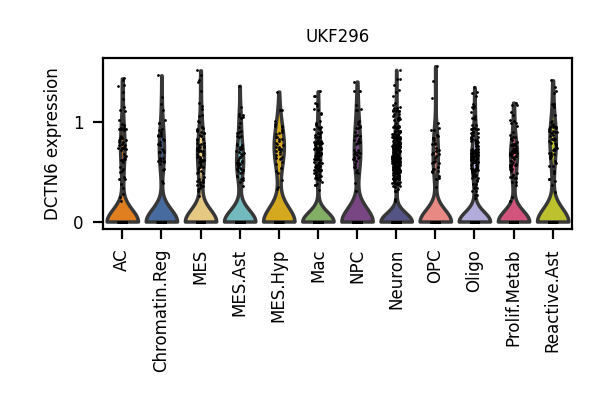 UKF296
DCTN6 expression
1
0
AC
Chromatin.Reg
MES
MES.Ast
MES.Hyp
Mac
NPC
Neuron
OPC
Oligo
Prolif.Metab
Reactive.Ast